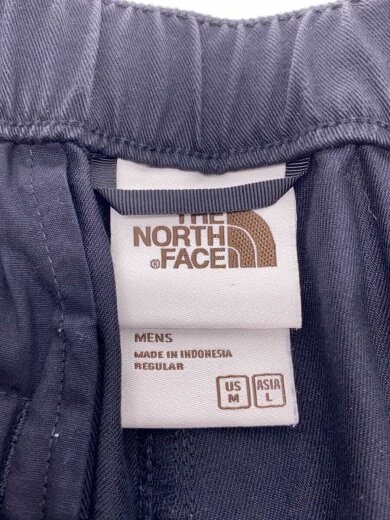 THE
NORTH
®FACE
MENS
MADE IN INDONESIA
REGULAR
US ASIA
M L